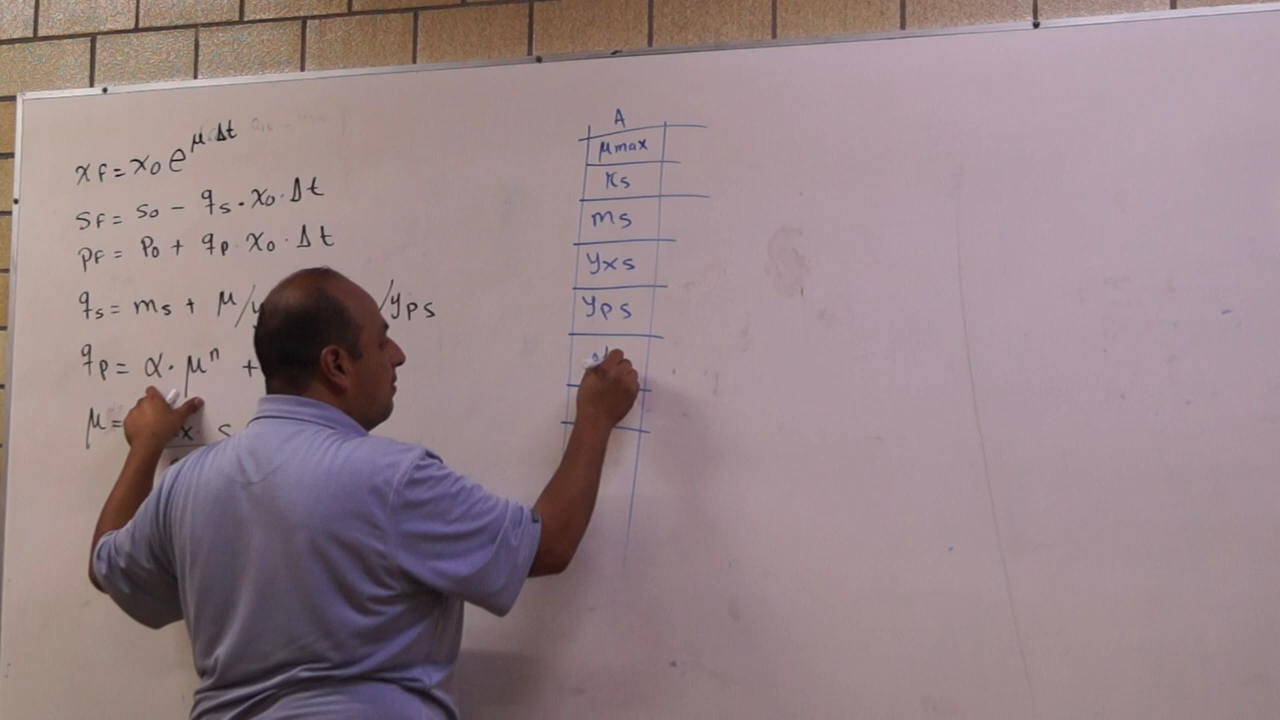 xF = x0 e^μ Δt
SF = S0 - qs · x0 · Δt
PF = P0 + qp · x0 · Δt
qs = ms + μ/ /yps
qp = α · μ^n +
μ = x · S
A
μmax
Ks
ms
yxs
yps